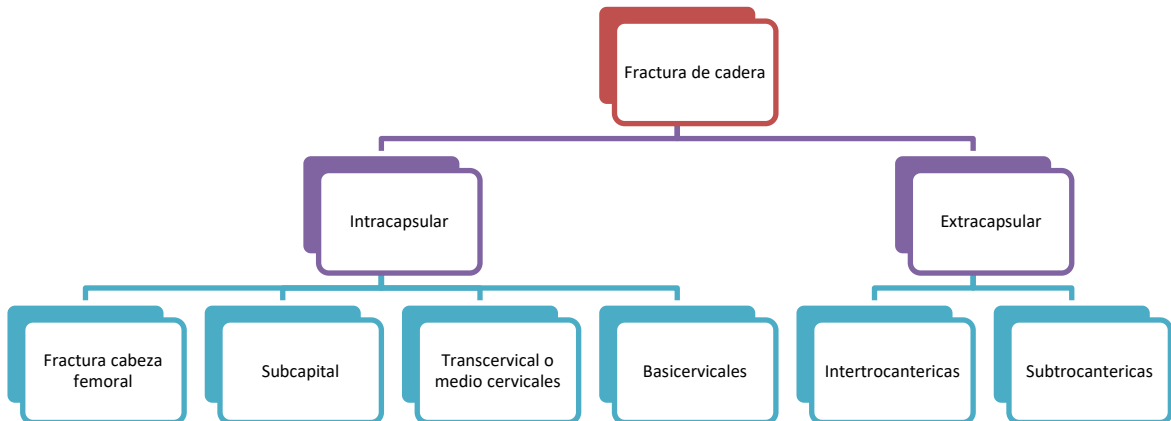 Fractura de cadera
Intracapsular
Extracapsular
Fractura cabeza
femoral
Subcapital
Transcervical o
medio cervicales
Basicervicales
Intertrocantericas
Subtrocantericas